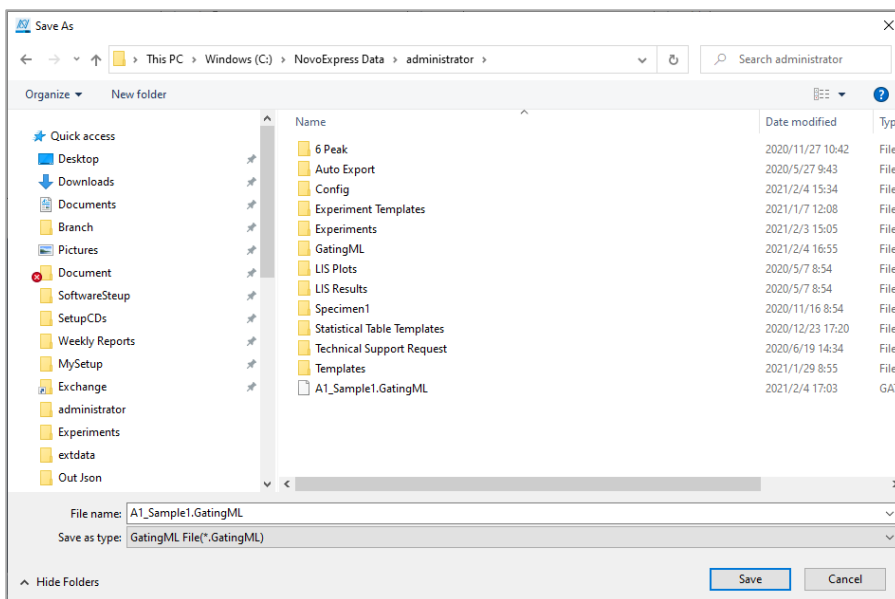 Save As
This PC > Windows (C:) > NovoExpress Data > administrator >
Search administrator
Organize New folder
Name Date modified Typ
Quick access
Desktop
Downloads
Documents
Branch
Pictures
Document
SoftwareSteup
SetupCDs
Weekly Reports
MySetup
Exchange
administrator
Experiments
extdata
Out Json
6 Peak 2020/11/27 10:42 File
Auto Export 2020/5/27 9:43 File
Config 2021/2/4 15:34 File
Experiment Templates 2021/1/7 12:08 File
Experiments 2021/2/3 15:05 File
GatingML 2021/2/4 16:55 File
LIS Plots 2020/5/7 8:54 File
LIS Results 2020/5/7 8:54 File
Specimen1 2020/11/16 8:54 File
Statistical Table Templates 2020/12/23 17:20 File
Technical Support Request 2020/6/19 14:34 File
Templates 2021/1/29 8:55 File
A1_Sample1.GatingML 2021/2/4 17:03 GA
File name: A1_Sample1.GatingML
Save as type: GatingML File(*.GatingML)
Hide Folders
Save Cancel